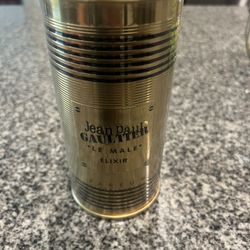 Jean Paul
GAULTIER
"LE MALE"
ELIXIR